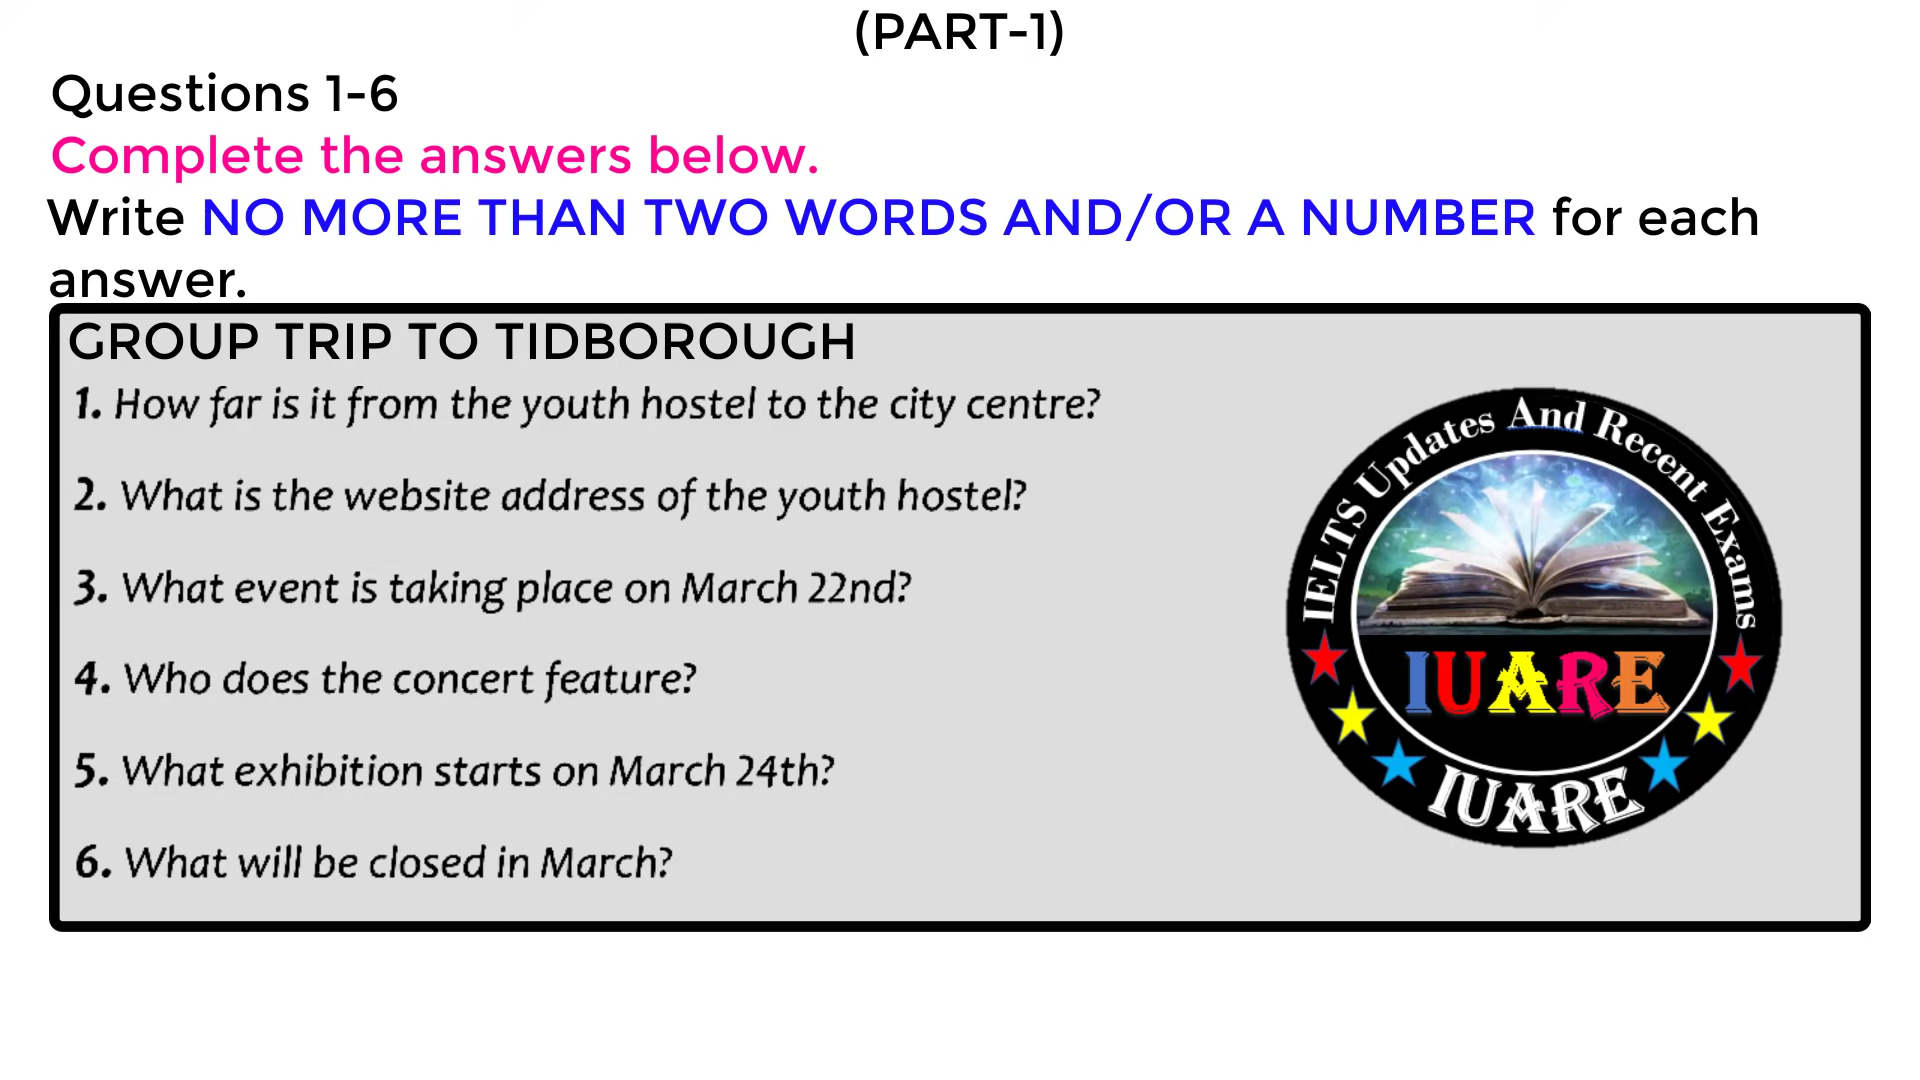 (PART-1)
Questions 1-6
Complete the answers below.
Write NO MORE THAN TWO WORDS AND/OR A NUMBER for each
answer.
GROUP TRIP TO TIDBOROUGH
1. How far is it from the youth hostel to the city centre?
2. What is the website address of the youth hostel?
3. What event is taking place on March 22nd?
4. Who does the concert feature?
5. What exhibition starts on March 24th?
6. What will be closed in March?
IELTS Updates And Recent Exams
IUARE
IUARE